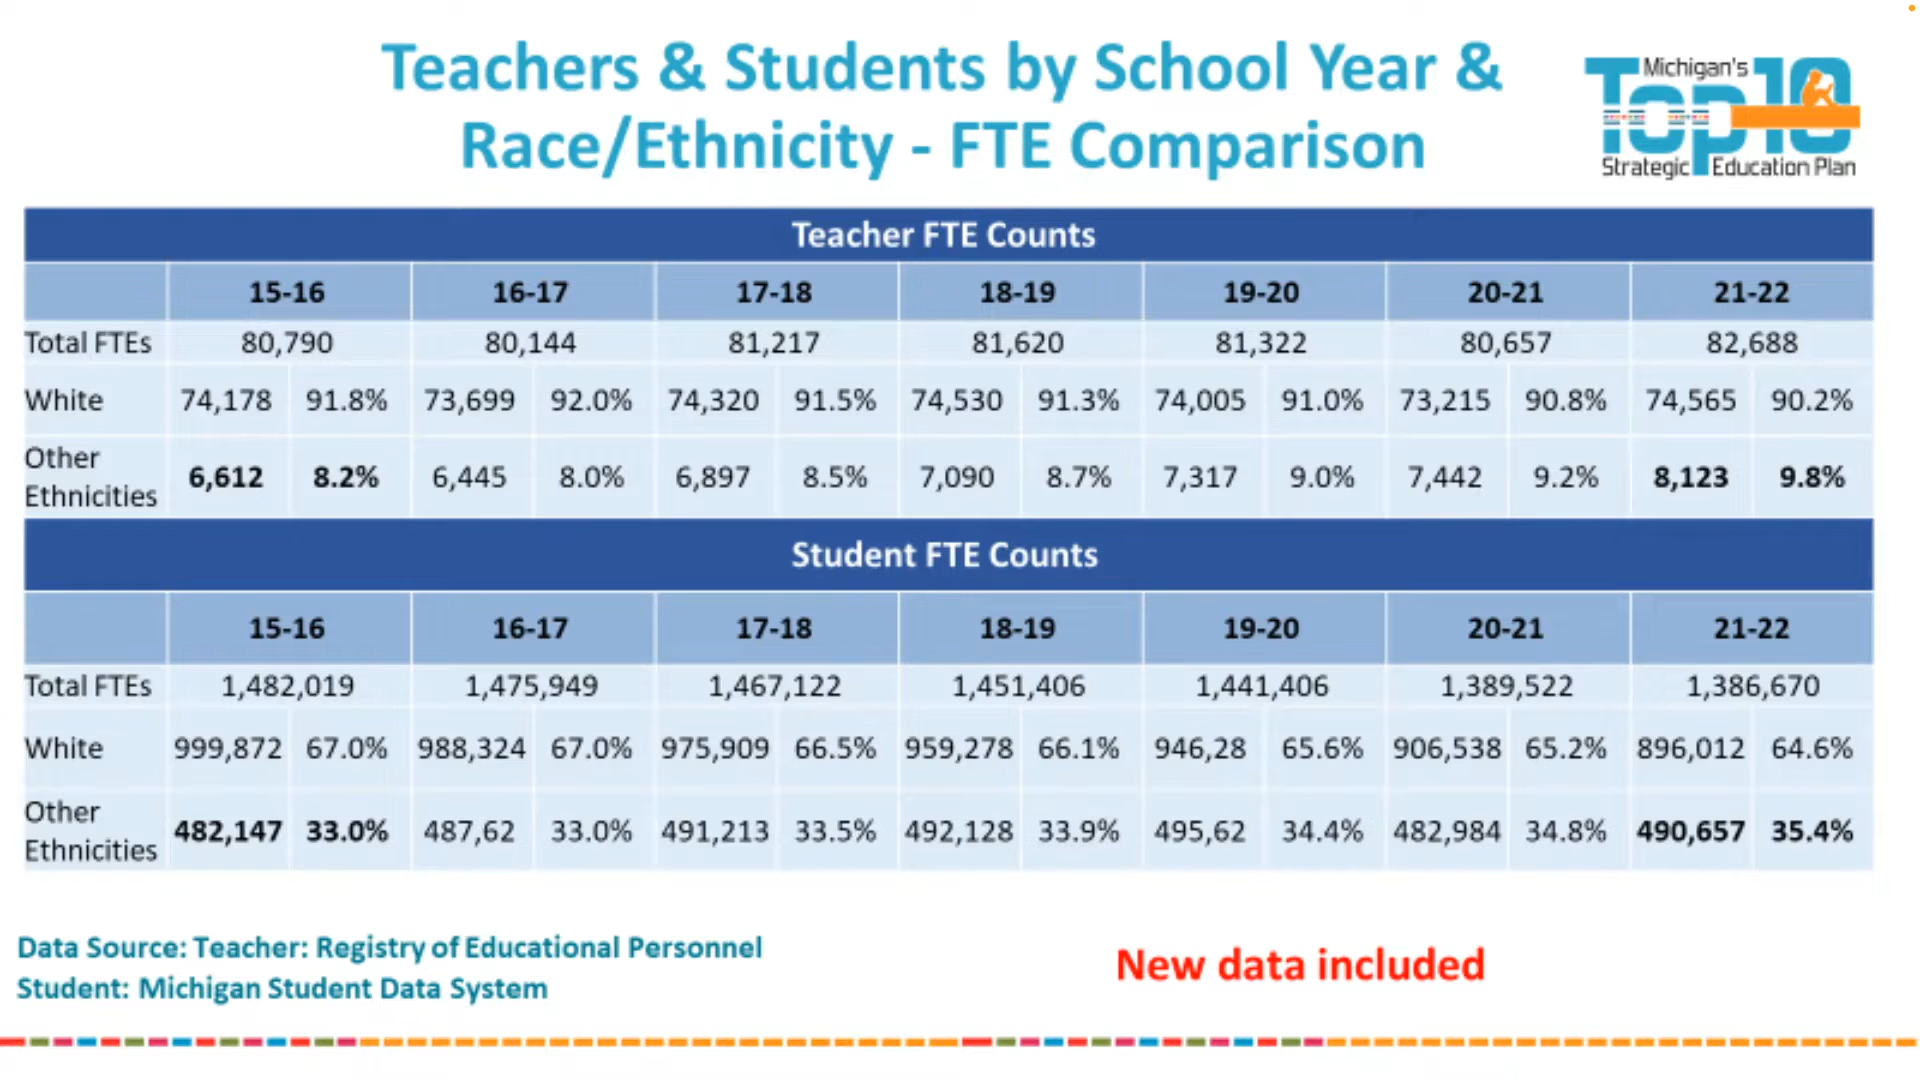 Teachers & Students by School Year &
Race/Ethnicity - FTE Comparison
Michigan's
Top 10
Strategic Education Plan
Teacher FTE Counts
15-16 16-17 17-18 18-19 19-20 20-21 21-22
Total FTEs 80,790 80,144 81,217 81,620 81,322 80,657 82,688
White 74,178 91.8% 73,699 92.0% 74,320 91.5% 74,530 91.3% 74,005 91.0% 73,215 90.8% 74,565 90.2%
Other
Ethnicities 6,612 8.2% 6,445 8.0% 6,897 8.5% 7,090 8.7% 7,317 9.0% 7,442 9.2% 8,123 9.8%
Student FTE Counts
15-16 16-17 17-18 18-19 19-20 20-21 21-22
Total FTEs 1,482,019 1,475,949 1,467,122 1,451,406 1,441,406 1,389,522 1,386,670
White 999,872 67.0% 988,324 67.0% 975,909 66.5% 959,278 66.1% 946,28 65.6% 906,538 65.2% 896,012 64.6%
Other
Ethnicities 482,147 33.0% 487,62 33.0% 491,213 33.5% 492,128 33.9% 495,62 34.4% 482,984 34.8% 490,657 35.4%
Data Source: Teacher: Registry of Educational Personnel
Student: Michigan Student Data System
New data included